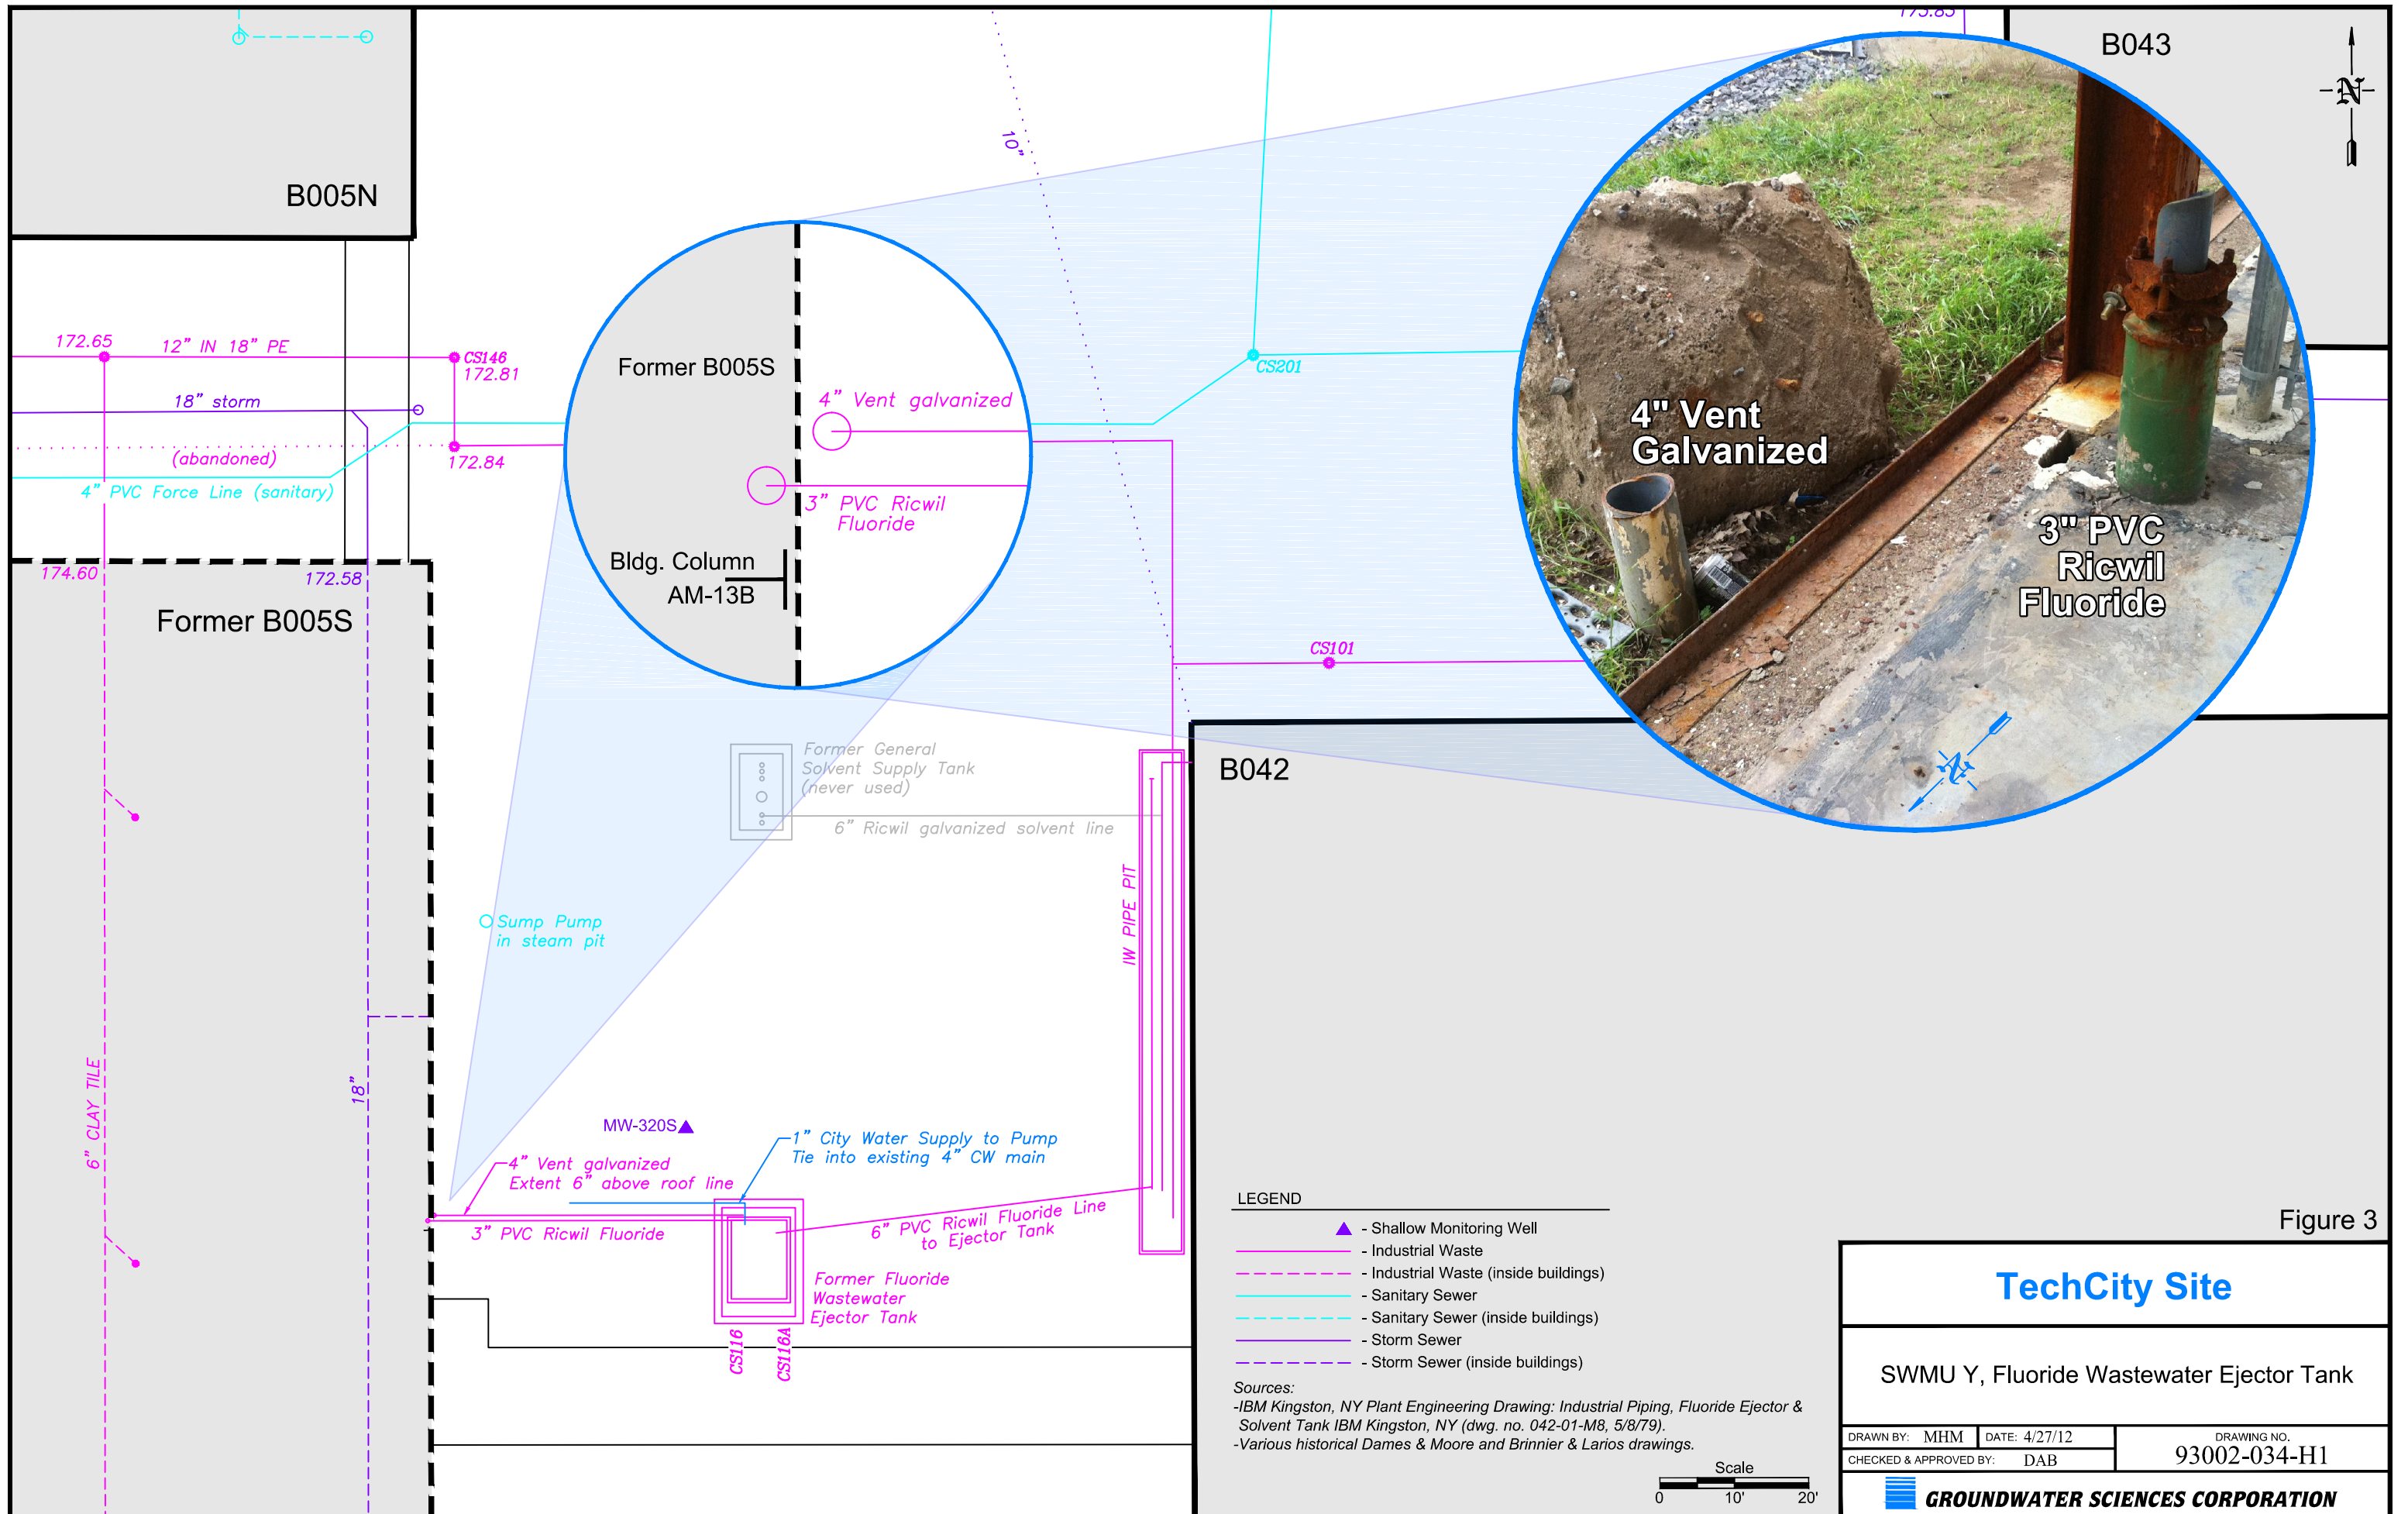 175.85
B043
N
10"
B005N
172.65
12" IN 18" PE
CS146
172.81
18" storm
(abandoned)
172.84
4" PVC Force Line (sanitary)
174.60
172.58
Former B005S
Former B005S
4" Vent galvanized
3" PVC Ricwil
Fluoride
Bldg. Column
AM-13B
CS201
CS101
4" Vent
Galvanized
3" PVC
Ricwil
Fluoride
N
Former General
Solvent Supply Tank
(never used)
6" Ricwil galvanized solvent line
B042
IW PIPE PIT
Sump Pump
in steam pit
6" CLAY TILE
18"
MW-320S
1" City Water Supply to Pump
Tie into existing 4" CW main
4" Vent galvanized
Extent 6" above roof line
3" PVC Ricwil Fluoride
6" PVC Ricwil Fluoride Line
to Ejector Tank
Former Fluoride
Wastewater
Ejector Tank
CS116
CS116A
LEGEND
- Shallow Monitoring Well
- Industrial Waste
- Industrial Waste (inside buildings)
- Sanitary Sewer
- Sanitary Sewer (inside buildings)
- Storm Sewer
- Storm Sewer (inside buildings)
Sources:
-IBM Kingston, NY Plant Engineering Drawing: Industrial Piping, Fluoride Ejector &
Solvent Tank IBM Kingston, NY (dwg. no. 042-01-M8, 5/8/79).
-Various historical Dames & Moore and Brinnier & Larios drawings.
Scale
0 10' 20'
Figure 3
TechCity Site
SWMU Y, Fluoride Wastewater Ejector Tank
DRAWN BY: MHM DATE: 4/27/12
CHECKED & APPROVED BY: DAB
DRAWING NO.
93002-034-H1
GROUNDWATER SCIENCES CORPORATION